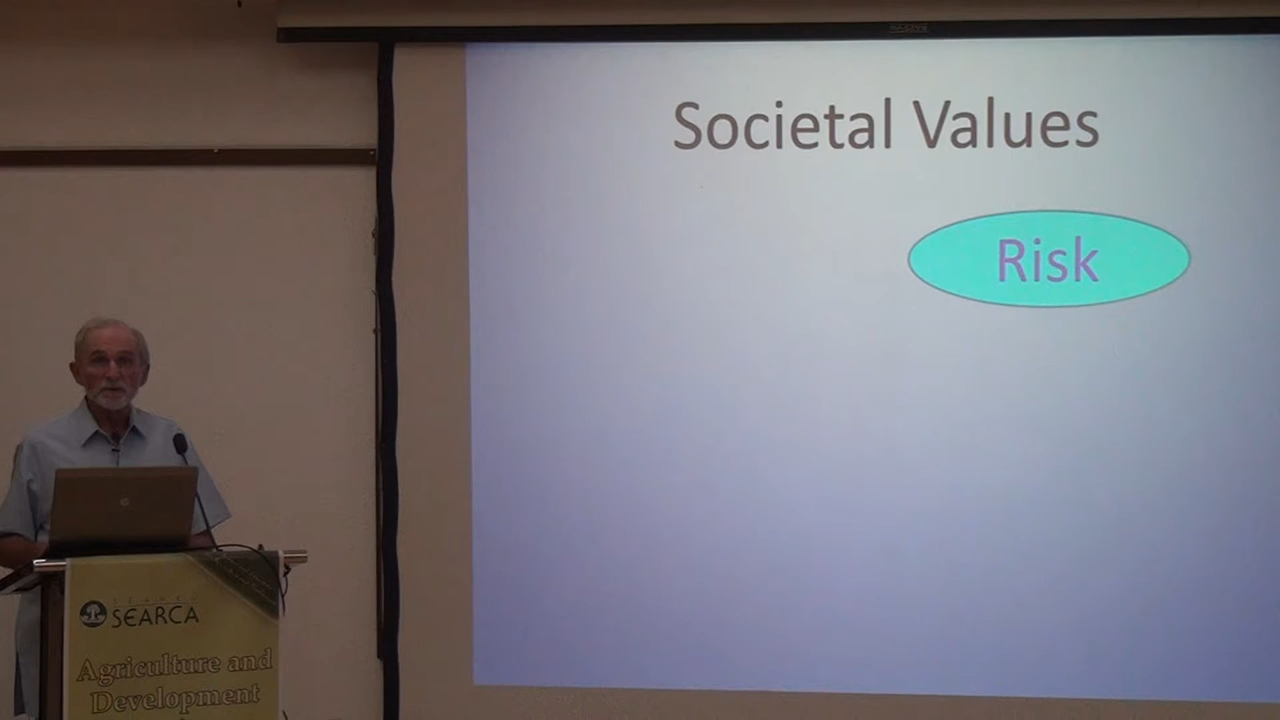 Societal Values
Risk
SEARCA
Agriculture and
Development